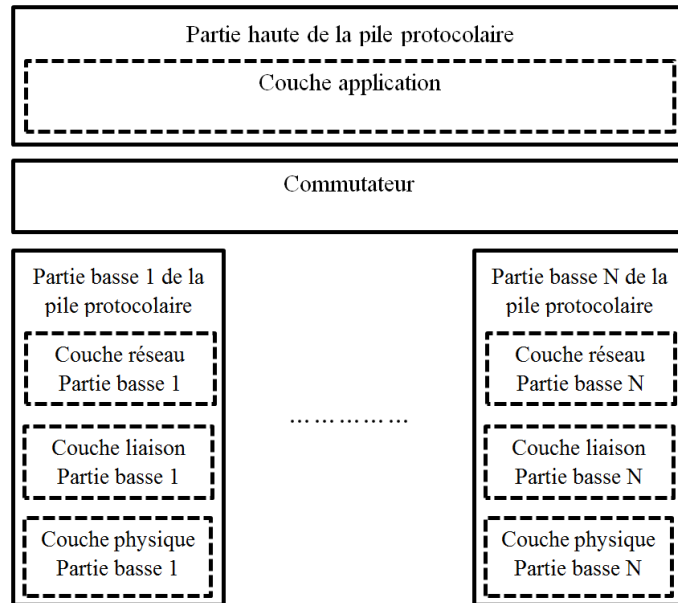 Partie haute de la pile protocolaire
Couche application
Commutateur
Partie basse 1 de la
pile protocolaire
Couche réseau
Partie basse 1
Couche liaison
Partie basse 1
Couche physique
Partie basse 1
……………
Partie basse N de la
pile protocolaire
Couche réseau
Partie basse N
Couche liaison
Partie basse N
Couche physique
Partie basse N